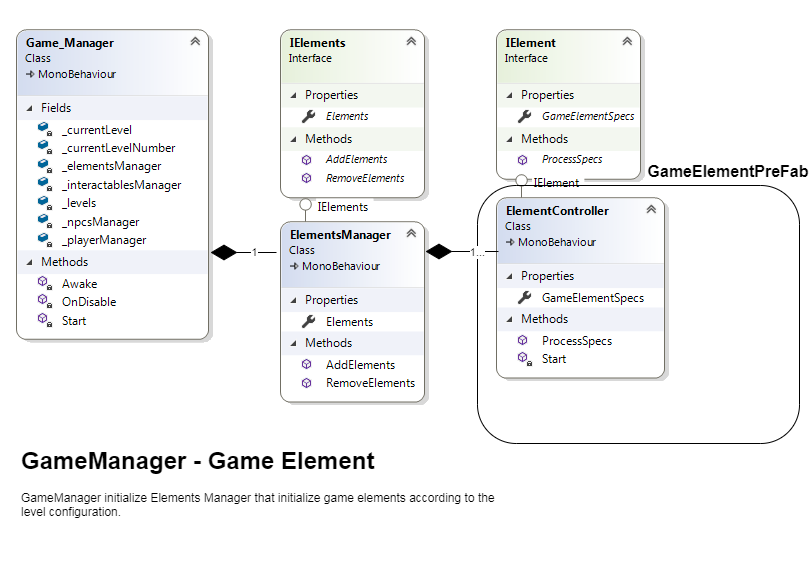 Game_Manager
Class
MonoBehaviour
Fields
_currentLevel
_currentLevelNumber
_elementsManager
_interactablesManager
_levels
_npcsManager
_playerManager
Methods
Awake
OnDisable
Start
1
IElements
Interface
Properties
Elements
Methods
AddElements
RemoveElements
IElements
ElementsManager
Class
MonoBehaviour
Properties
Elements
Methods
AddElements
RemoveElements
1...
IElement
Interface
Properties
GameElementSpecs
Methods
ProcessSpecs
GameElementPreFab
IElement
ElementController
Class
MonoBehaviour
Properties
GameElementSpecs
Methods
ProcessSpecs
Start
GameManager - Game Element
GameManager initialize Elements Manager that initialize game elements according to the
level configuration.